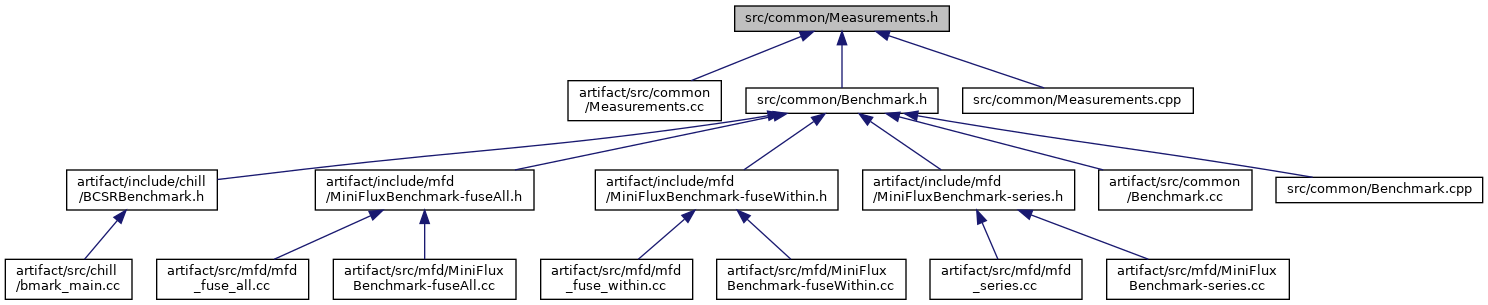 src/common/Measurements.h
artifact/src/common
/Measurements.cc
src/common/Benchmark.h
src/common/Measurements.cpp
artifact/include/chill
/BCSRBenchmark.h
artifact/include/mfd
/MiniFluxBenchmark-fuseAll.h
artifact/include/mfd
/MiniFluxBenchmark-fuseWithin.h
artifact/include/mfd
/MiniFluxBenchmark-series.h
artifact/src/common
/Benchmark.cc
src/common/Benchmark.cpp
artifact/src/chill
/bmark_main.cc
artifact/src/mfd/mfd
_fuse_all.cc
artifact/src/mfd/MiniFlux
Benchmark-fuseAll.cc
artifact/src/mfd/mfd
_fuse_within.cc
artifact/src/mfd/MiniFlux
Benchmark-fuseWithin.cc
artifact/src/mfd/mfd
_series.cc
artifact/src/mfd/MiniFlux
Benchmark-series.cc